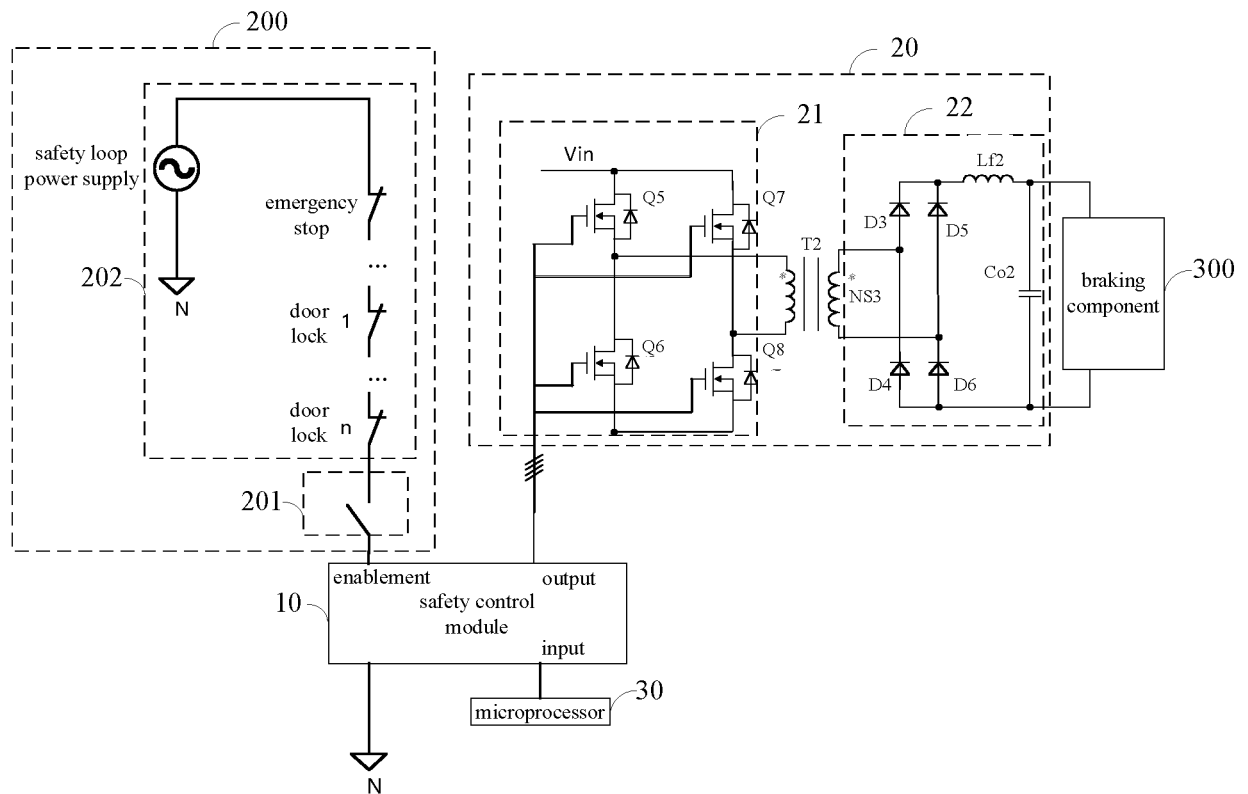 200
20
21
22
safety loop
power supply
Vin
Lf2
Q5
Q7
emergency
stop
D3
D5
T2
202
N
...
*
*
NS3
Co2
braking
component
300
door
lock 1
...
Q6
Q8
D4
D6
door
lock n
201
enablement
output
10
safety control
module
input
30
microprocessor
N